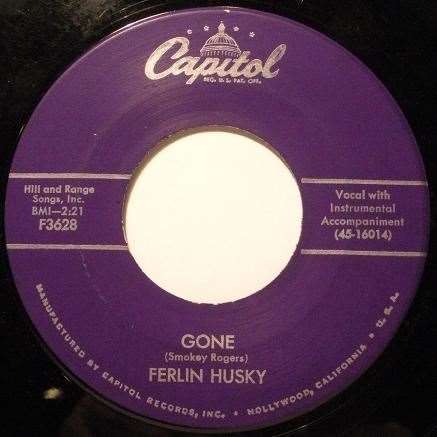 Capitol
REG. U.S. PAT. OFF.
Hill and Range
Songs, Inc.
BMI—2:21
F3628
Vocal with
Instrumental
Accompaniment
(45-16014)
GONE
(Smokey Rogers)
FERLIN HUSKY
MANUFACTURED BY CAPITOL RECORDS, INC. • HOLLYWOOD, CALIFORNIA • U. S. A.